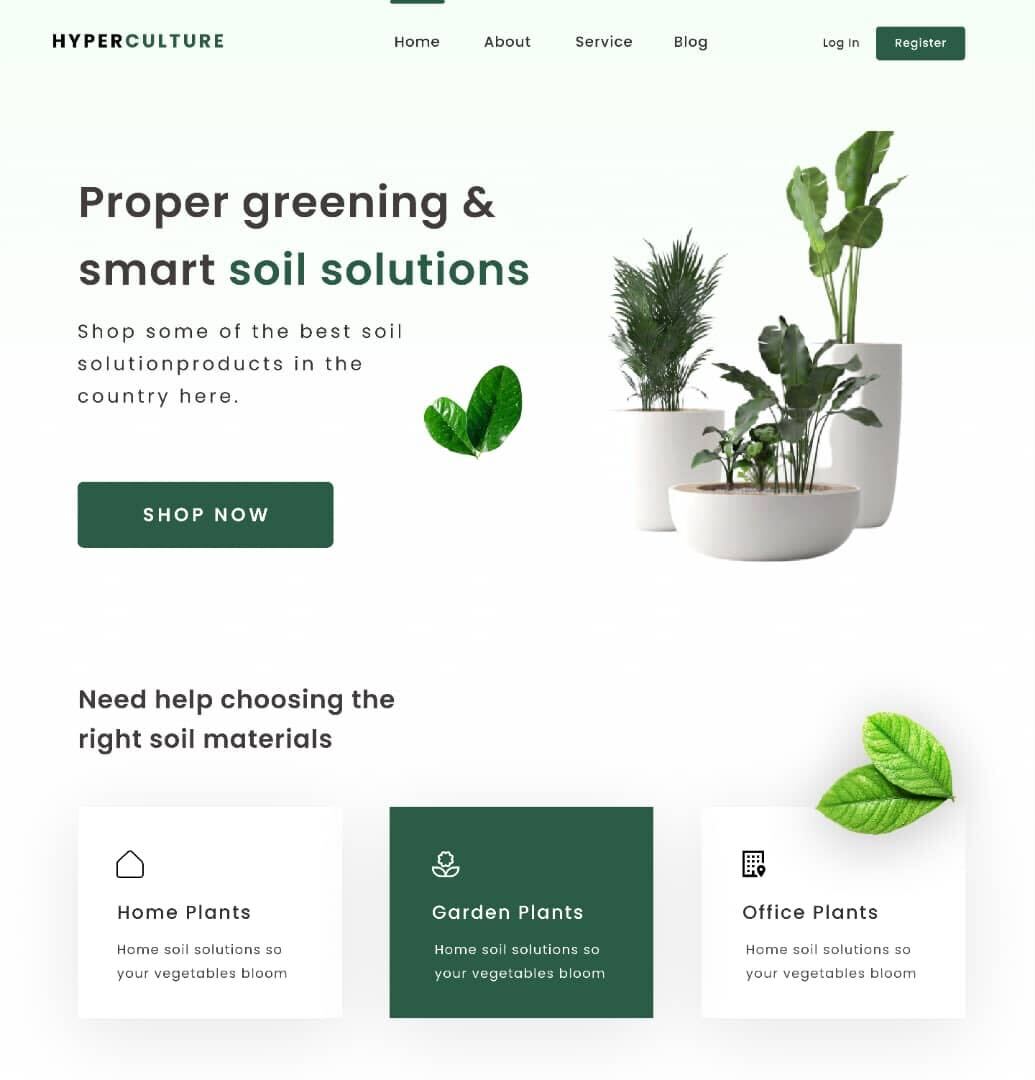 HYPERCULTURE
Home About Service Blog
Log In Register
Proper greening &
smart soil solutions
Shop some of the best soil
solutionproducts in the
country here.
SHOP NOW
Need help choosing the
right soil materials
Home Plants
Home soil solutions so
your vegetables bloom
Garden Plants
Home soil solutions so
your vegetables bloom
Office Plants
Home soil solutions so
your vegetables bloom